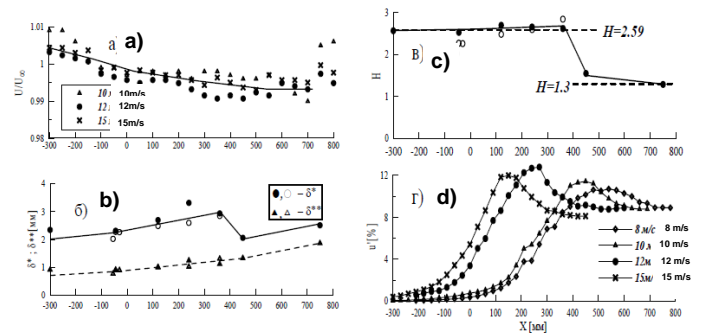 1.01
1
0.99
0.98
U/U∞
а) a)
10 10m/s
12 12m/s
15 15m/s
-300 -200 -100 0 100 200 300 400 500 600 700 800
4
3
2
1
0
δ* ; δ** [мм]
б) b)
, – δ*
, – δ**
-300 -200 -100 0 100 200 300 400 500 600 700 800
3
2
1
0
H
в) c)
H=2.59
H=1.3
-300 -200 -100 0 100 200 300 400 500 600 700 800
16
12
8
4
0
u' [%]
г) d)
8 м/с 8 m/s
10 10 m/s
12м 12 m/s
15м/ 15 m/s
-300 -200 -100 0 100 200 300 400 500 600 700 800
X [мм]